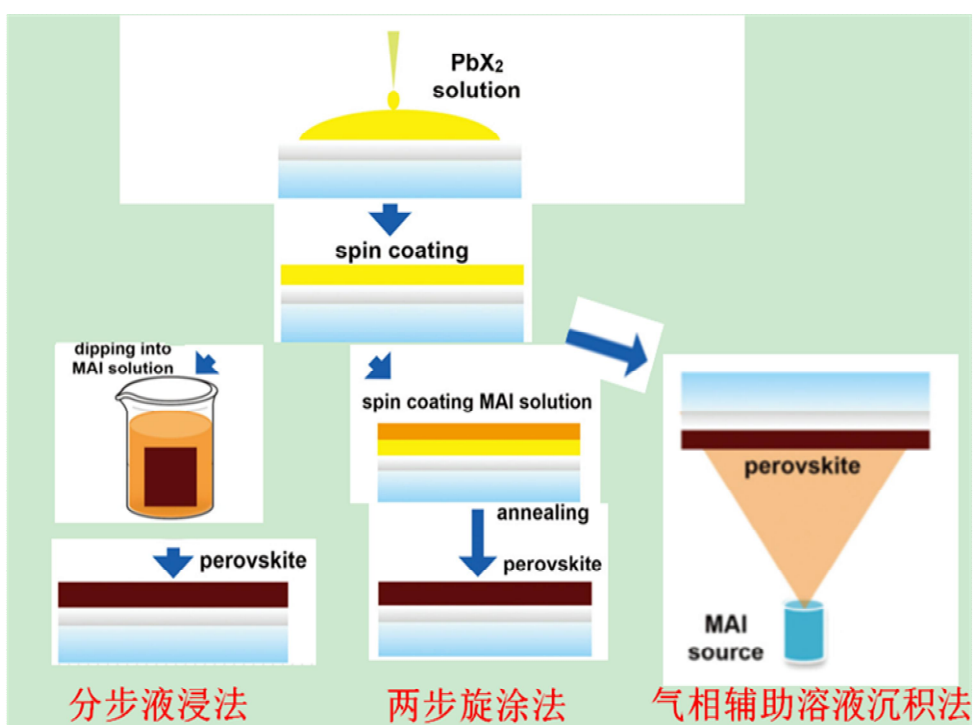 PbX₂
solution
spin coating
dipping into
MAI solution
spin coating MAI solution
perovskite
annealing
perovskite
perovskite
MAI
source
分步液浸法
两步旋涂法
气相辅助溶液沉积法